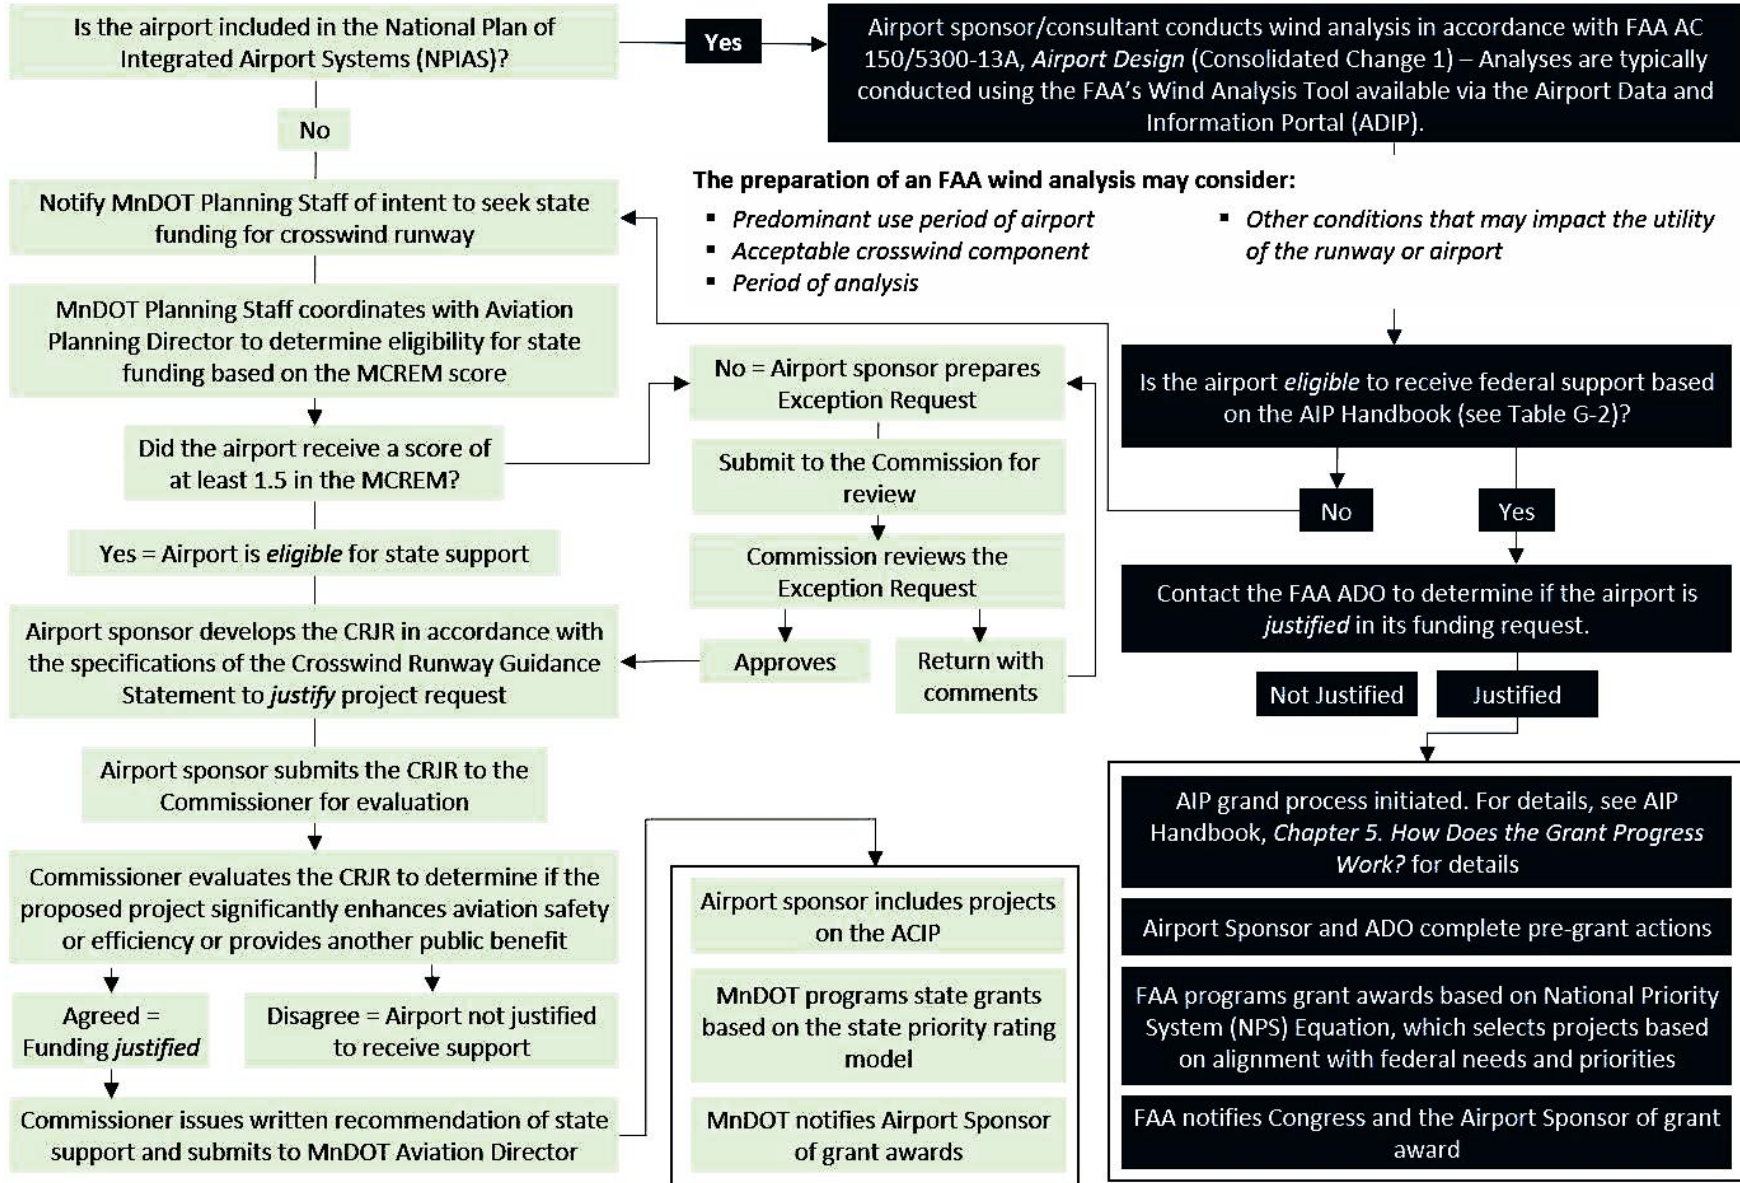 Is the airport included in the National Plan of
Integrated Airport Systems (NPIAS)?
Yes
Airport sponsor/consultant conducts wind analysis in accordance with FAA AC
150/5300-13A, Airport Design (Consolidated Change 1) – Analyses are typically
conducted using the FAA's Wind Analysis Tool available via the Airport Data and
Information Portal (ADIP).
No
Notify MnDOT Planning Staff of intent to seek state
funding for crosswind runway
The preparation of an FAA wind analysis may consider:
▪ Predominant use period of airport
▪ Acceptable crosswind component
▪ Period of analysis
▪ Other conditions that may impact the utility
of the runway or airport
MnDOT Planning Staff coordinates with Aviation
Planning Director to determine eligibility for state
funding based on the MCREM score
Did the airport receive a score of
at least 1.5 in the MCREM?
Yes = Airport is eligible for state support
No = Airport sponsor prepares
Exception Request
Submit to the Commission for
review
Commission reviews the
Exception Request
Approves
Return with
comments
Is the airport eligible to receive federal support based
on the AIP Handbook (see Table G-2)?
No
Yes
Contact the FAA ADO to determine if the airport is
justified in its funding request.
Not Justified
Justified
Airport sponsor develops the CRJR in accordance with
the specifications of the Crosswind Runway Guidance
Statement to justify project request
Airport sponsor submits the CRJR to the
Commissioner for evaluation
Commissioner evaluates the CRJR to determine if the
proposed project significantly enhances aviation safety
or efficiency or provides another public benefit
Agreed =
Funding justified
Disagree = Airport not justified
to receive support
Commissioner issues written recommendation of state
support and submits to MnDOT Aviation Director
Airport sponsor includes projects
on the ACIP
MnDOT programs state grants
based on the state priority rating
model
MnDOT notifies Airport Sponsor
of grant awards
AIP grand process initiated. For details, see AIP
Handbook, Chapter 5. How Does the Grant Progress
Work? for details
Airport Sponsor and ADO complete pre-grant actions
FAA programs grant awards based on National Priority
System (NPS) Equation, which selects projects based
on alignment with federal needs and priorities
FAA notifies Congress and the Airport Sponsor of grant
award